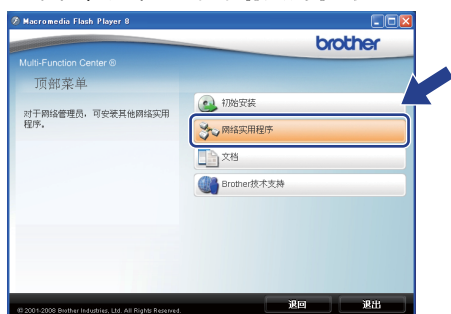 Macromedia Flash Player 8
brother
Multi-Function Center ®
顶部菜单
对于网络管理员，可安装其他网络实用
程序。
初始安装
网络实用程序
文档
Brother技术支持
退回
退出
© 2001-2008 Brother Industries, Ltd. All Rights Reserved.